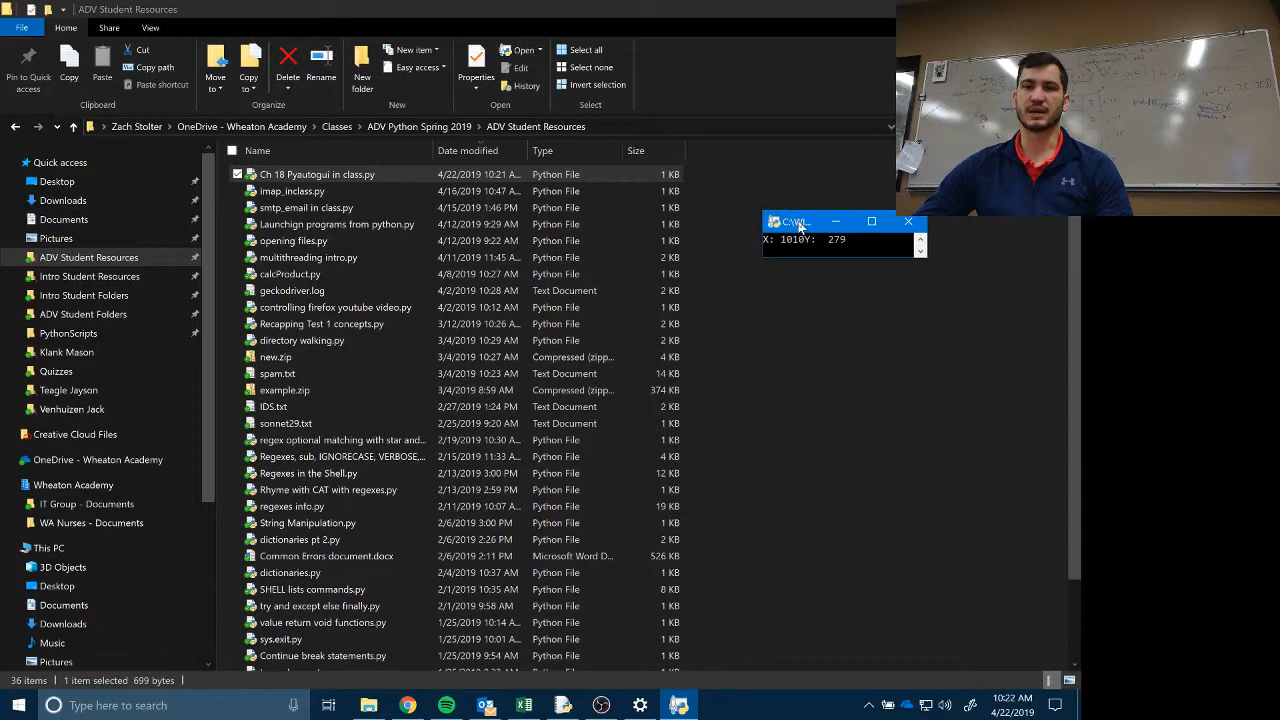 ADV Student Resources
File Home Share View
Pin to Quick access
Copy
Paste
Cut
Copy path
Paste shortcut
Clipboard
Move to
Copy to
Delete
Rename
Organize
New folder
New item
Easy access
New
Properties
Open
Edit
History
Open
Select all
Select none
Invert selection
Select
Zach Stolter > OneDrive - Wheaton Academy > Classes > ADV Python Spring 2019 > ADV Student Resources
Quick access
Desktop
Downloads
Documents
Pictures
ADV Student Resources
Intro Student Resources
Intro Student Folders
ADV Student Folders
PythonScripts
Klank Mason
Quizzes
Teagle Jayson
Venhuizen Jack
Creative Cloud Files
OneDrive - Wheaton Academy
Wheaton Academy
IT Group - Documents
WA Nurses - Documents
This PC
3D Objects
Desktop
Documents
Downloads
Music
Pictures
Name Date modified Type Size
Ch 18 Pyautogui in class.py 4/22/2019 10:21 A... Python File 1 KB
imap_inclass.py 4/16/2019 10:47 A... Python File 1 KB
smtp_email in class.py 4/15/2019 1:46 PM Python File 1 KB
Launchign programs from python.py 4/12/2019 9:29 AM Python File 1 KB
opening files.py 4/12/2019 9:22 AM Python File 1 KB
multithreading intro.py 4/11/2019 11:45 A... Python File 2 KB
calcProduct.py 4/8/2019 10:27 AM Python File 1 KB
geckodriver.log 4/2/2019 10:28 AM Text Document 2 KB
controlling firefox youtube video.py 4/2/2019 10:12 AM Python File 1 KB
Recapping Test 1 concepts.py 3/12/2019 10:26 A... Python File 2 KB
directory walking.py 3/4/2019 10:29 AM Python File 2 KB
new.zip 3/4/2019 10:27 AM Compressed (zipp... 4 KB
spam.txt 3/4/2019 10:23 AM Text Document 14 KB
example.zip 3/4/2019 8:59 AM Compressed (zipp... 374 KB
IDS.txt 2/27/2019 1:24 PM Text Document 2 KB
sonnet29.txt 2/25/2019 9:20 AM Text Document 2 KB
regex optional matching with star and... 2/19/2019 10:30 A... Python File 1 KB
Regexes, sub, IGNORECASE, VERBOSE,... 2/15/2019 11:33 A... Python File 4 KB
Regexes in the Shell.py 2/13/2019 3:00 PM Python File 12 KB
Rhyme with CAT with regexes.py 2/13/2019 2:59 PM Python File 1 KB
regexes info.py 2/11/2019 10:07 A... Python File 19 KB
String Manipulation.py 2/6/2019 3:00 PM Python File 1 KB
dictionaries pt 2.py 2/6/2019 2:26 PM Python File 2 KB
Common Errors document.docx 2/6/2019 2:11 PM Microsoft Word D... 526 KB
dictionaries.py 2/4/2019 10:37 AM Python File 1 KB
SHELL lists commands.py 2/1/2019 10:35 AM Python File 8 KB
try and except else finally.py 2/1/2019 9:58 AM Python File 1 KB
value return void functions.py 1/25/2019 10:14 A... Python File 1 KB
sys.exit.py 1/25/2019 10:01 A... Python File 1 KB
Continue break statements.py 1/25/2019 9:54 AM Python File 1 KB
C:\WI...
X: 1010Y: 279
36 items 1 item selected 699 bytes
Type here to search
10:22 AM
4/22/2019